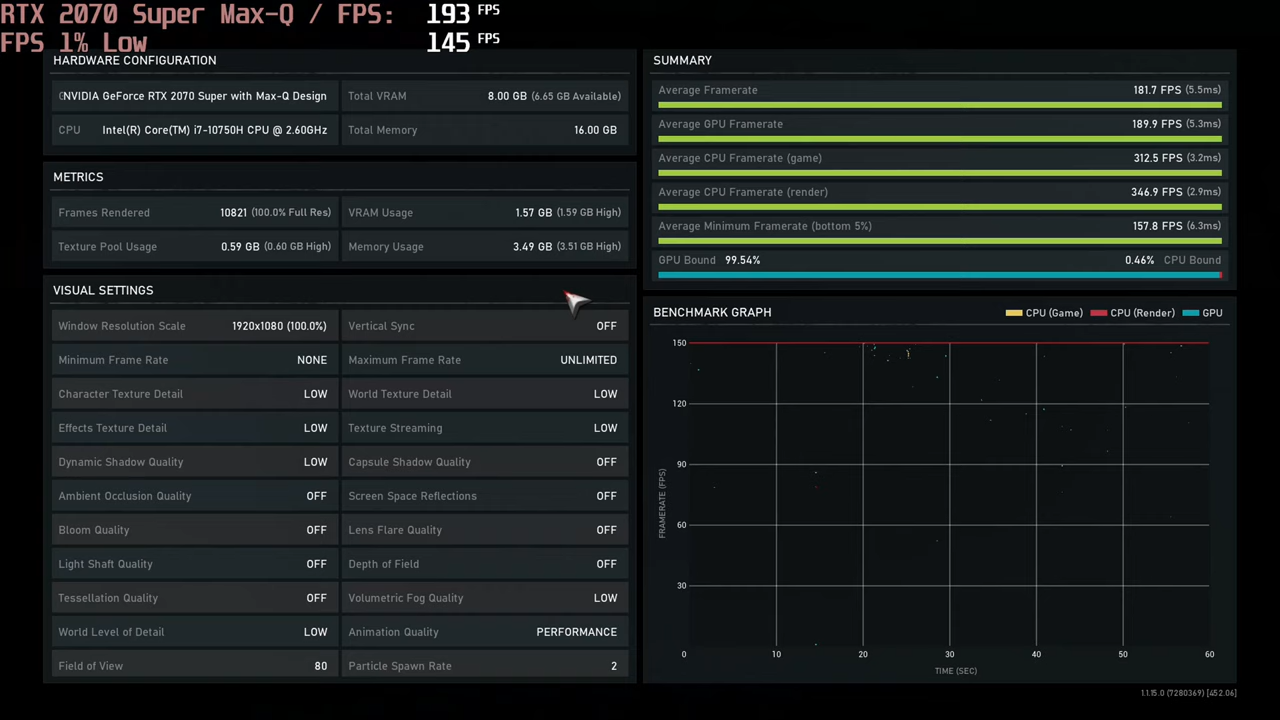 RTX 2070 Super Max-Q / FPS: 193 FPS
FPS 1% Low 145 FPS
HARDWARE CONFIGURATION
NVIDIA GeForce RTX 2070 Super with Max-Q Design
Total VRAM 8.00 GB (6.65 GB Available)
CPU Intel(R) Core(TM) i7-10750H CPU @ 2.60GHz
Total Memory 16.00 GB
METRICS
Frames Rendered 10821 (100.0% Full Res)
VRAM Usage 1.57 GB (1.59 GB High)
Texture Pool Usage 0.59 GB (0.60 GB High)
Memory Usage 3.49 GB (3.51 GB High)
VISUAL SETTINGS
Window Resolution Scale 1920x1080 (100.0%)
Vertical Sync OFF
Minimum Frame Rate NONE
Maximum Frame Rate UNLIMITED
Character Texture Detail LOW
World Texture Detail LOW
Effects Texture Detail LOW
Texture Streaming LOW
Dynamic Shadow Quality LOW
Capsule Shadow Quality OFF
Ambient Occlusion Quality OFF
Screen Space Reflections OFF
Bloom Quality OFF
Lens Flare Quality OFF
Light Shaft Quality OFF
Depth of Field OFF
Tessellation Quality OFF
Volumetric Fog Quality LOW
World Level of Detail LOW
Animation Quality PERFORMANCE
Field of View 80
Particle Spawn Rate 2
SUMMARY
Average Framerate 181.7 FPS (5.5ms)
Average GPU Framerate 189.9 FPS (5.3ms)
Average CPU Framerate (game) 312.5 FPS (3.2ms)
Average CPU Framerate (render) 346.9 FPS (2.9ms)
Average Minimum Framerate (bottom 5%) 157.8 FPS (6.3ms)
GPU Bound 99.54% 0.46% CPU Bound
BENCHMARK GRAPH CPU (Game) CPU (Render) GPU
150
120
90
60
30
FRAMERATE (FPS)
0 10 20 30 40 50 60
TIME (SEC)
1.1.15.0 (7280369) [452.06]